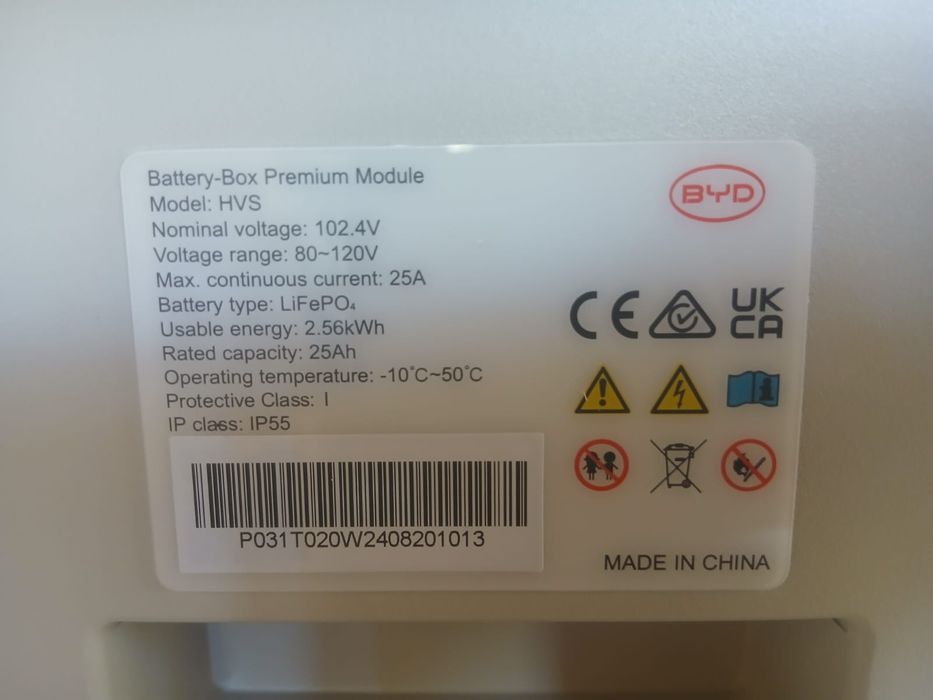 Battery-Box Premium Module
Model: HVS
Nominal voltage: 102.4V
Voltage range: 80~120V
Max. continuous current: 25A
Battery type: LiFePO₄
Usable energy: 2.56kWh
Rated capacity: 25Ah
Operating temperature: -10℃~50℃
Protective Class: I
IP class: IP55
P031T020W2408201013
BYD
CE
UK
CA
MADE IN CHINA